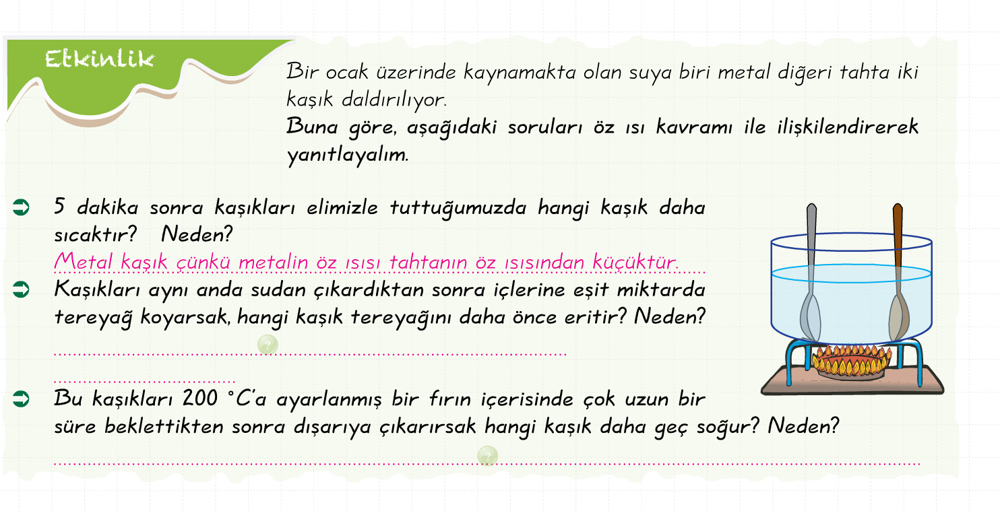 Etkinlik
Bir ocak üzerinde kaynamakta olan suya biri metal diğeri tahta iki
kaşık daldırılıyor.
Buna göre, aşağıdaki soruları öz ısı kavramı ile ilişkilendirerek
yanıtlayalım.
5 dakika sonra kaşıkları elimizle tuttuğumuzda hangi kaşık daha
sıcaktır? Neden?
Metal kaşık çünkü metalin öz ısısı tahtanın öz ısısından küçüktür.
Kaşıkları aynı anda sudan çıkardıktan sonra içlerine eşit miktarda
tereyağ koyarsak, hangi kaşık tereyağını daha önce eritir? Neden?
?
Bu kaşıkları 200 °C'a ayarlanmış bir fırın içerisinde çok uzun bir
süre beklettikten sonra dışarıya çıkarırsak hangi kaşık daha geç soğur? Neden?
?